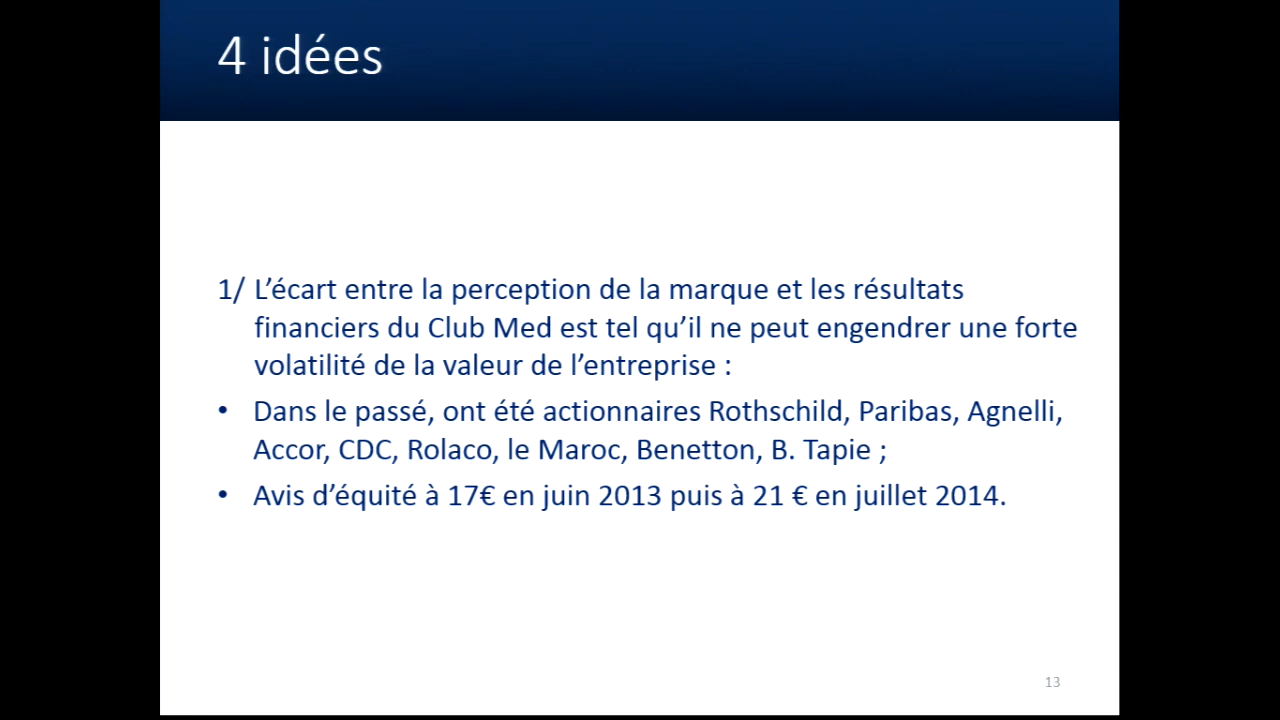 4 idées
1/ L’écart entre la perception de la marque et les résultats
financiers du Club Med est tel qu’il ne peut engendrer une forte
volatilité de la valeur de l’entreprise :
• Dans le passé, ont été actionnaires Rothschild, Paribas, Agnelli,
Accor, CDC, Rolaco, le Maroc, Benetton, B. Tapie ;
• Avis d’équité à 17€ en juin 2013 puis à 21 € en juillet 2014.
13